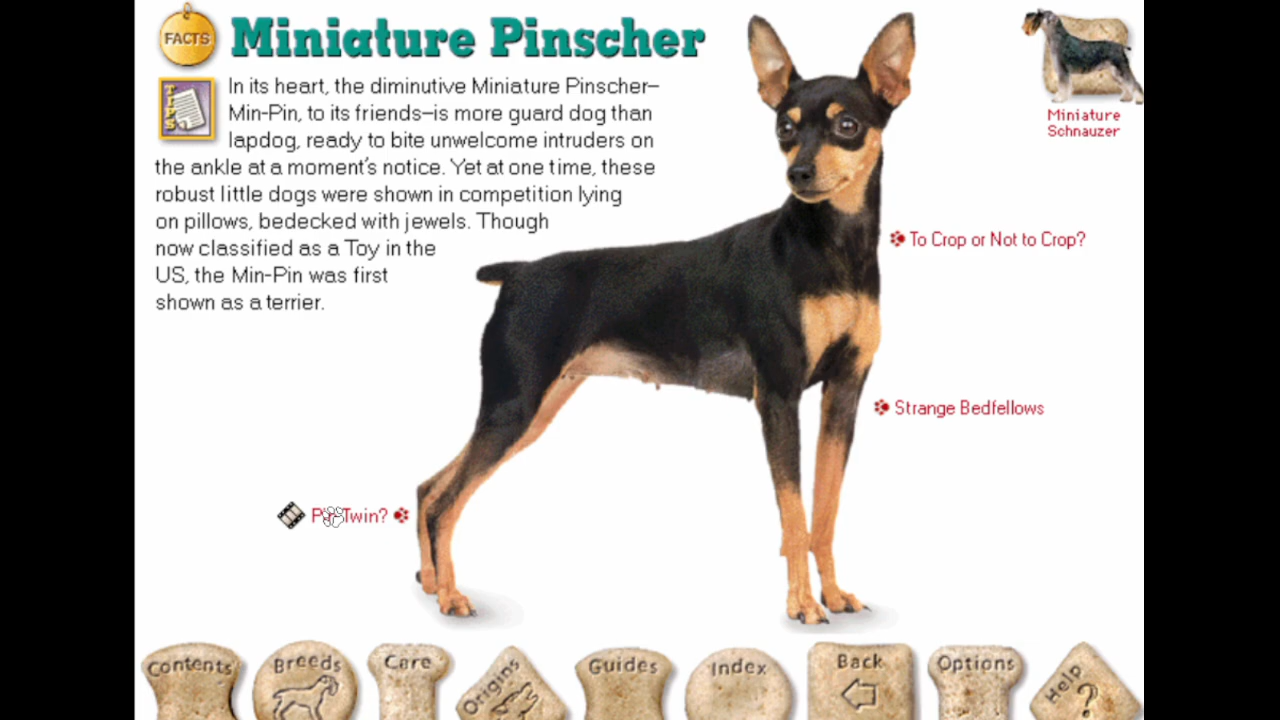 FACTS
Miniature Pinscher
TIPS
In its heart, the diminutive Miniature Pinscher—
Min-Pin, to its friends—is more guard dog than
lapdog, ready to bite unwelcome intruders on
the ankle at a moment's notice. Yet at one time, these
robust little dogs were shown in competition lying
on pillows, bedecked with jewels. Though
now classified as a Toy in the
US, the Min-Pin was first
shown as a terrier.
Miniature
Schnauzer
To Crop or Not to Crop?
Strange Bedfellows
Twin?
Contents
Breeds
Care
Origins
Guides
Index
Back
Options
Help
?